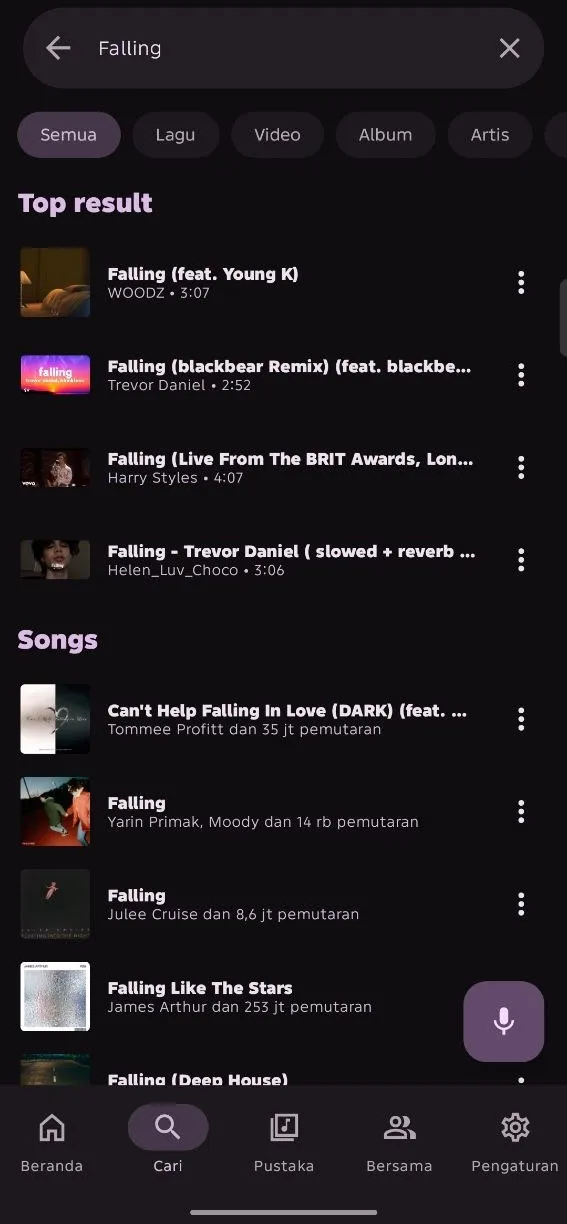 Falling
Semua
Lagu
Video
Album
Artis
Top result
Falling (feat. Young K)
WOODZ • 3:07
falling
Falling (blackbear Remix) (feat. blackbe...
Trevor Daniel • 2:52
vevo
Falling (Live From The BRIT Awards, Lon...
Harry Styles • 4:07
Falling - Trevor Daniel ( slowed + reverb ...
Helen_Luv_Choco • 3:06
Songs
Can't Help Falling In Love (DARK) (feat. ...
Tommee Profitt dan 35 jt pemutaran
Falling
Yarin Primak, Moody dan 14 rb pemutaran
Falling
Julee Cruise dan 8,6 jt pemutaran
Falling Like The Stars
James Arthur dan 253 jt pemutaran
Falling (Deep House)
Beranda
Cari
Pustaka
Bersama
Pengaturan